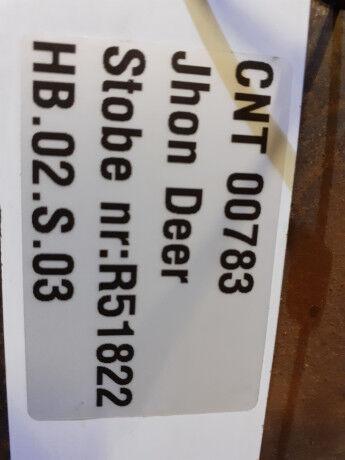 CNT 00783
Jhon Deer
Stobe nr:R51822
HB.02.S.03